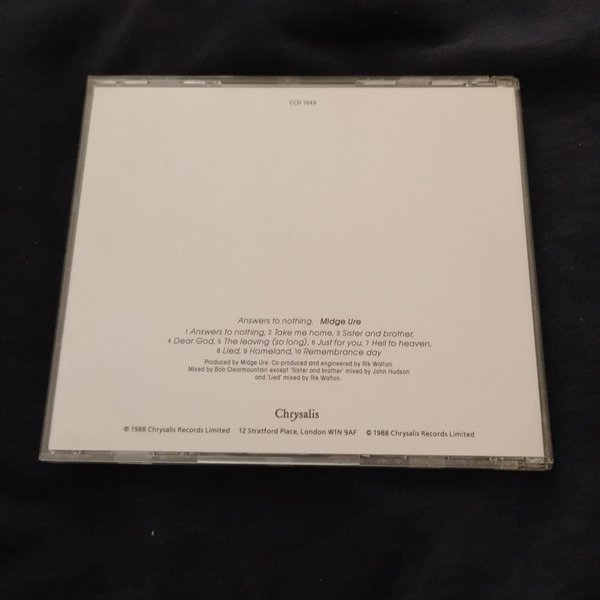 CCD 1649
Answers to nothing. Midge Ure
1 Answers to nothing, 2 Take me home, 3 Sister and brother,
4 Dear God, 5 The leaving (so long), 6 Just for you, 7 Hell to heaven,
8 Lied, 9 Homeland, 10 Remembrance day
Produced by Midge Ure. Co-produced and engineered by Rik Walton.
Mixed by Bob Clearmountain except 'Sister and brother' mixed by John Hudson
and 'Lied' mixed by Rik Walton.
Chrysalis
℗ 1988 Chrysalis Records Limited 12 Stratford Place, London W1N 9AF © 1988 Chrysalis Records Limited